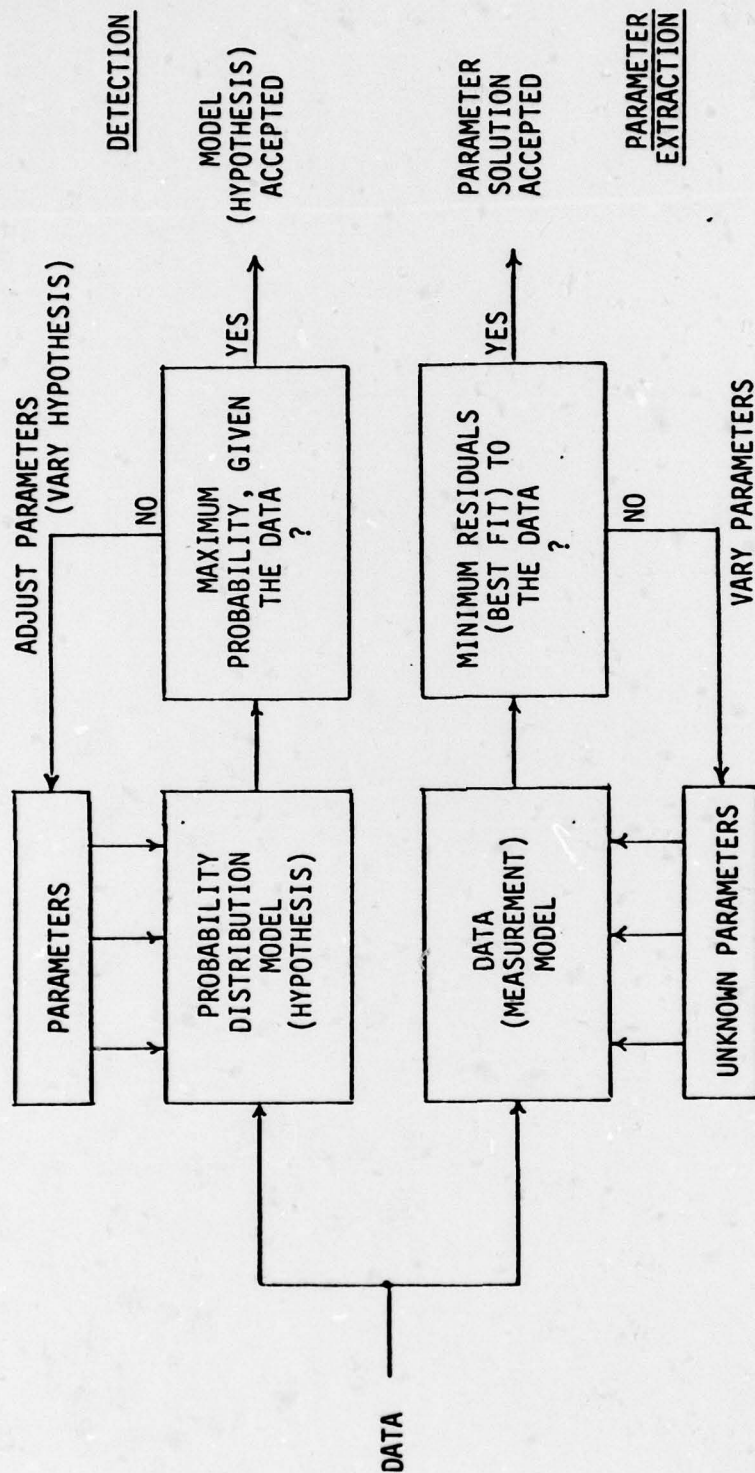 DATA
PARAMETERS
ADJUST PARAMETERS
(VARY HYPOTHESIS)
PROBABILITY
DISTRIBUTION
MODEL
(HYPOTHESIS)
MAXIMUM
PROBABILITY, GIVEN
THE DATA
?
NO
YES
MODEL
(HYPOTHESIS)
ACCEPTED
DETECTION
DATA
(MEASUREMENT)
MODEL
UNKNOWN PARAMETERS
MINIMUM RESIDUALS
(BEST FIT) TO
THE DATA
?
NO
YES
VARY PARAMETERS
PARAMETER
SOLUTION
ACCEPTED
PARAMETER
EXTRACTION